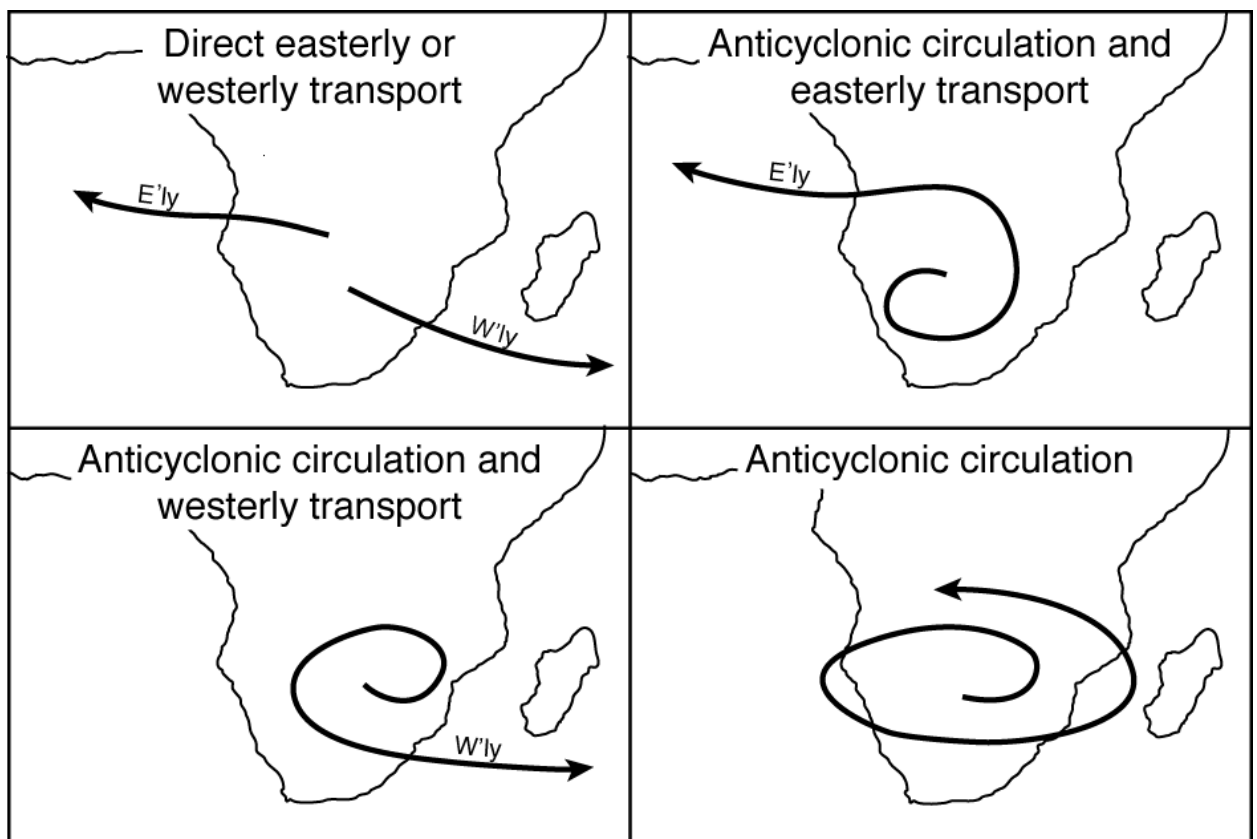 Direct easterly or
westerly transport
E'ly
W'ly
Anticyclonic circulation and
easterly transport
E'ly
Anticyclonic circulation and
westerly transport
W'ly
Anticyclonic circulation